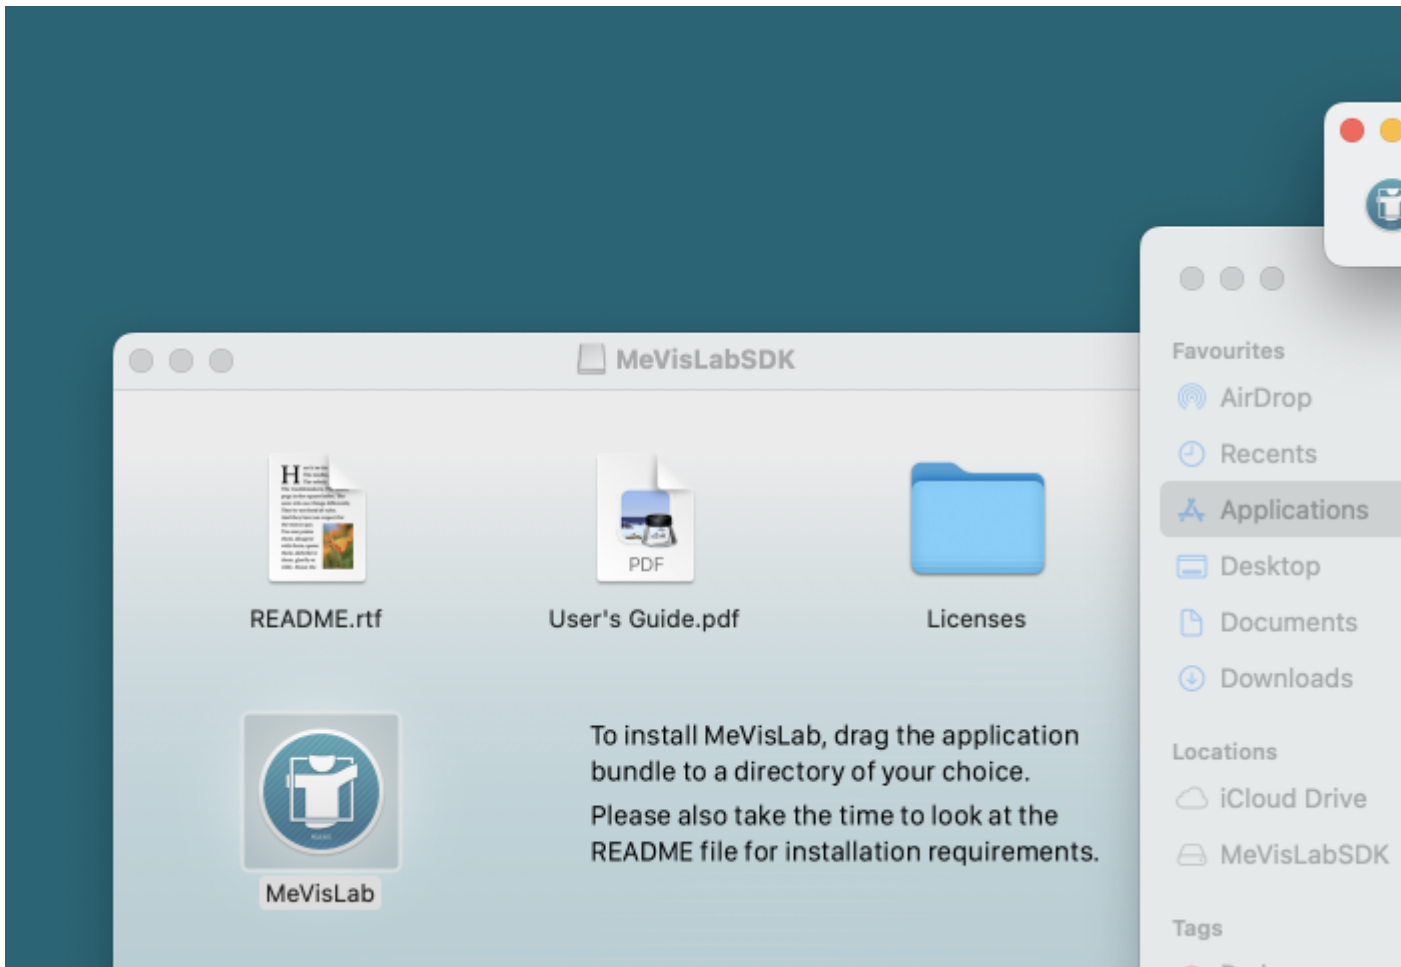 MeVisLabSDK
README.rtf
PDF
User's Guide.pdf
Licenses
MeVisLab
To install MeVisLab, drag the application
bundle to a directory of your choice.
Please also take the time to look at the
README file for installation requirements.
Favourites
AirDrop
Recents
Applications
Desktop
Documents
Downloads
Locations
iCloud Drive
MeVisLabSDK
Tags